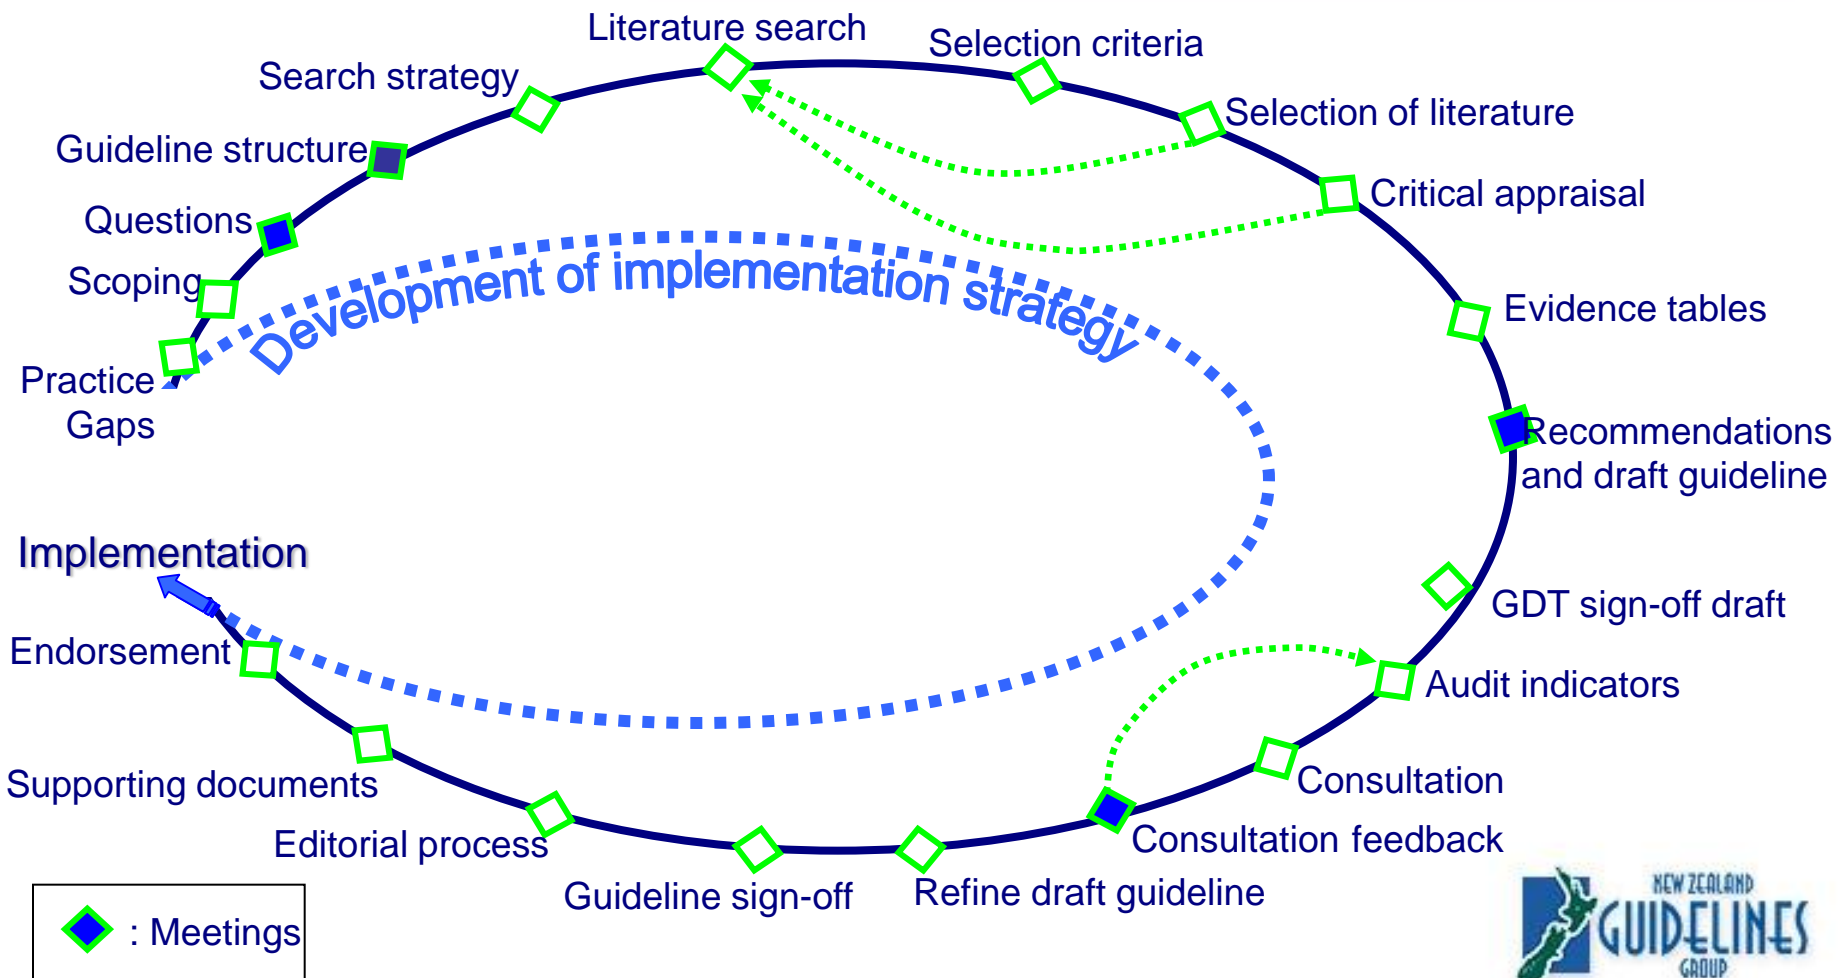 Literature search
Selection criteria
Search strategy
Selection of literature
Guideline structure
Critical appraisal
Questions
Scoping
Development of implementation strategy
Evidence tables
Practice
Gaps
Recommendations
and draft guideline
Implementation
GDT sign-off draft
Endorsement
Audit indicators
Supporting documents
Consultation
Editorial process
Consultation feedback
Guideline sign-off
Refine draft guideline
: Meetings
NEW ZEALAND
GUIDELINES
GROUP